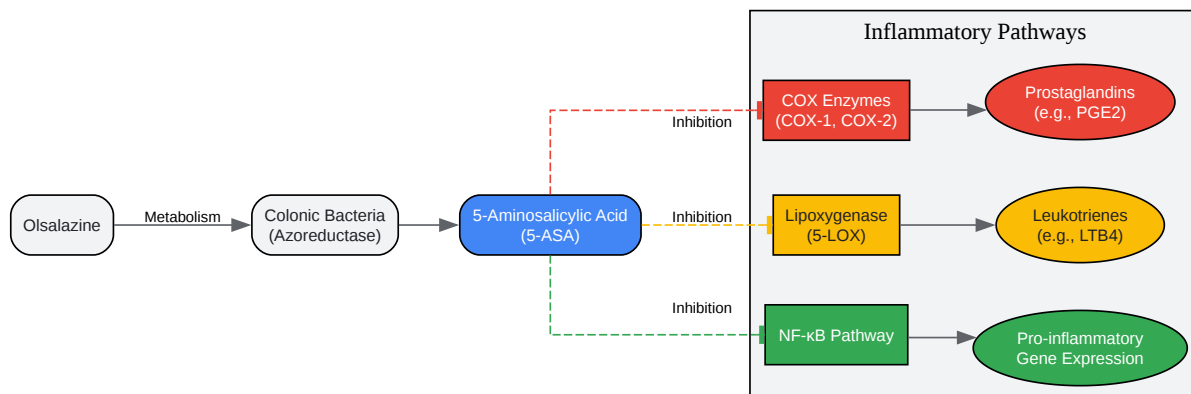 Inflammatory Pathways
COX Enzymes
(COX-1, COX-2)
Prostaglandins
(e.g., PGE2)
Inhibition
Olsalazine
Metabolism
Colonic Bacteria
(Azoreductase)
5-Aminosalicylic Acid
(5-ASA)
Inhibition
Lipoxygenase
(5-LOX)
Leukotrienes
(e.g., LTB4)
Inhibition
NF-κB Pathway
Pro-inflammatory
Gene Expression